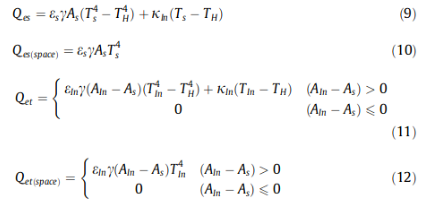 Q_es = ε_s γA_s(T_s^4 − T_H^4) + κ_In(T_s − T_H) (9)
Q_es(space) = ε_s γA_s T_s^4 (10)
Q_et = { ε_In γ(A_In − A_s)(T_In^4 − T_H^4) + κ_In(T_In − T_H) (A_In − A_s) > 0
0 (A_In − A_s) ⩽ 0
(11)
Q_et(space) = { ε_In γ(A_In − A_s)T_In^4 (A_In − A_s) > 0
0 (A_In − A_s) ⩽ 0 (12)